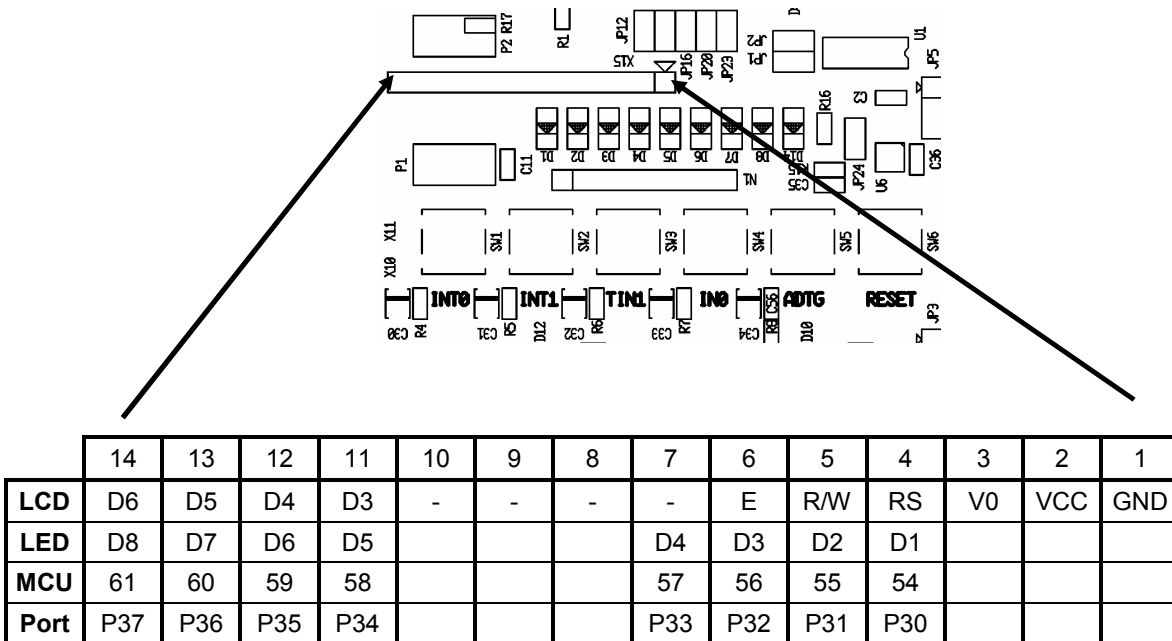 R17
P2
R1
JP12
X15
JP16
JP20
JP23
D
JP2
JP1
U1
JP5
R16
C2
D1 D2 D3 D4 D5 D6 D7 D8 D11
P1
C11
N1
C35
JP24
U6
C36
X11
X10
SW1 SW2 SW3 SW4 SW5 SW6
INT0 INT1 TIN1 IN0 ADTG RESET
C56
JP3
C30 R4 C31 R5 D12 C32 R6 C33 R7 C34 R8 D10
14 13 12 11 10 9 8 7 6 5 4 3 2 1
LCD D6 D5 D4 D3 - - - - E R/W RS V0 VCC GND
LED D8 D7 D6 D5 D4 D3 D2 D1
MCU 61 60 59 58 57 56 55 54
Port P37 P36 P35 P34 P33 P32 P31 P30